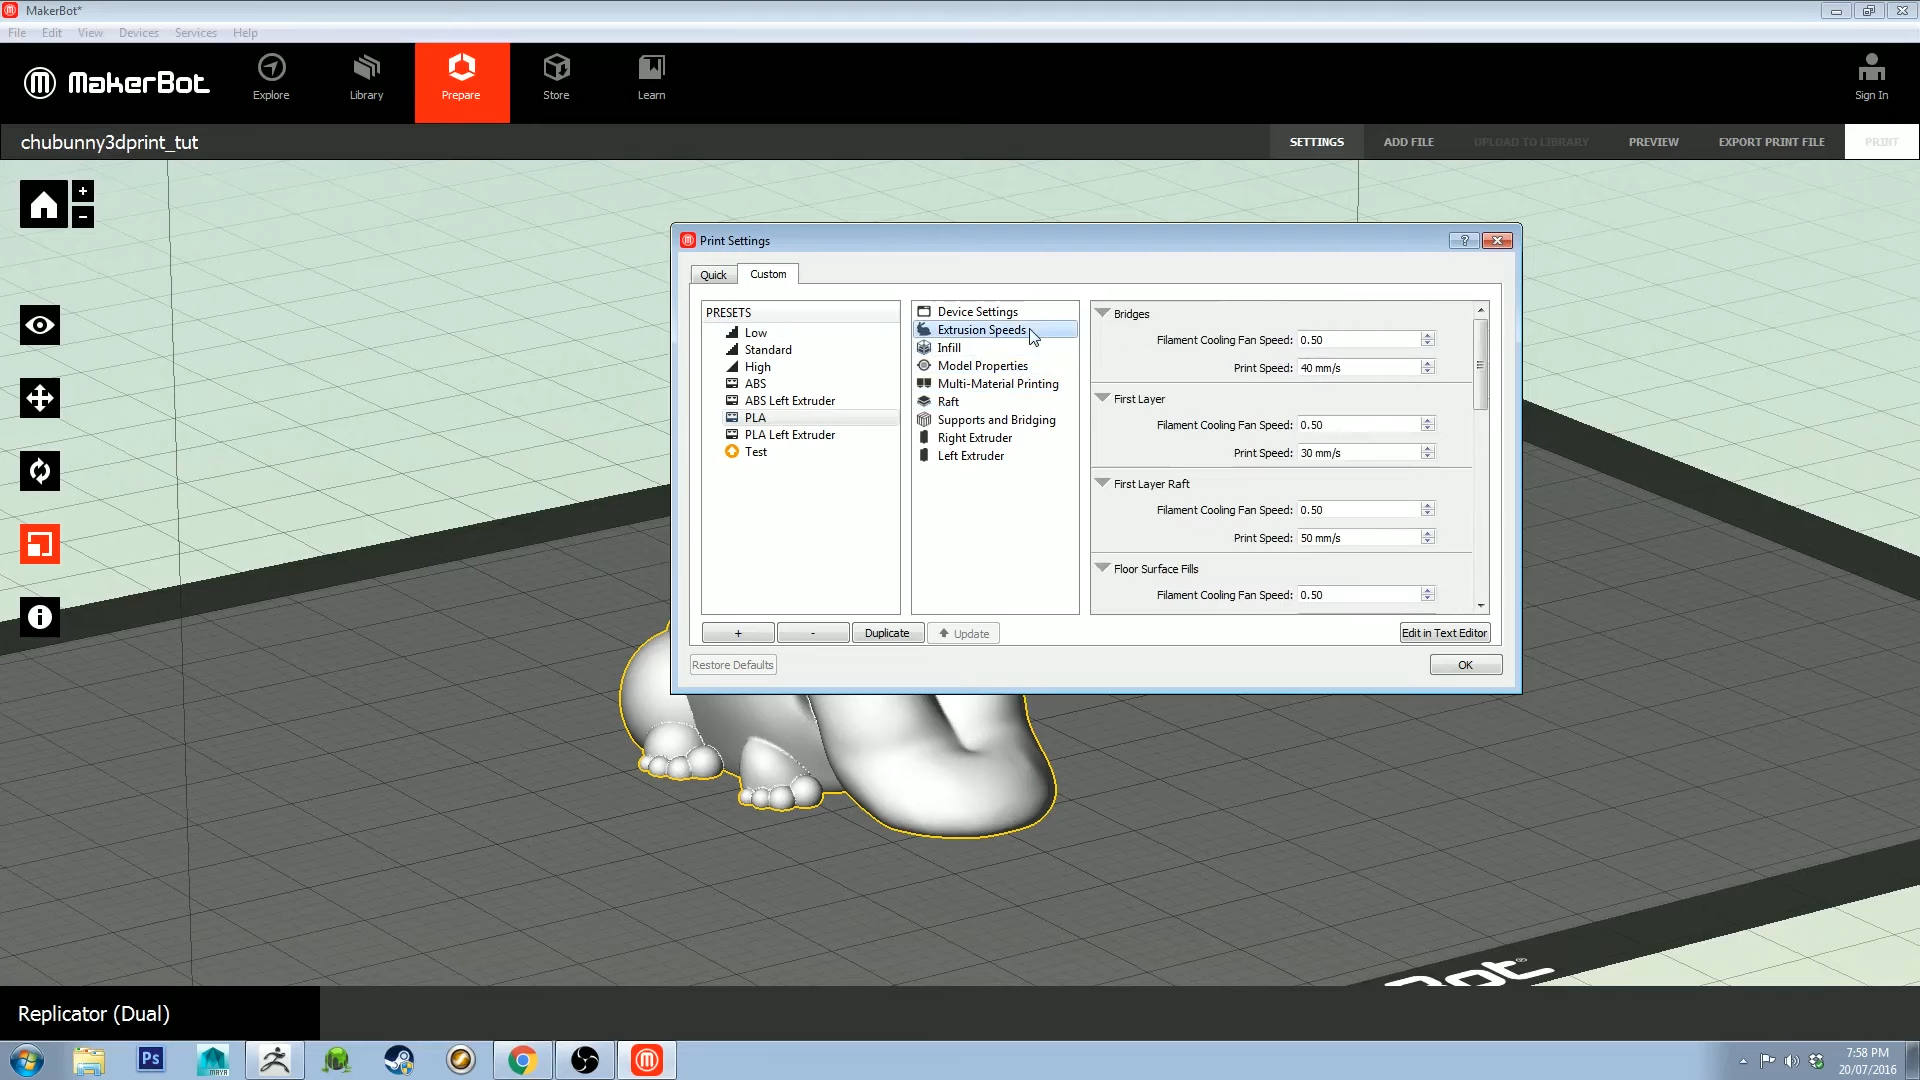 MakerBot*
File Edit View Devices Services Help
MakerBot
Explore Library Prepare Store Learn Sign In
chubunny3dprint_tut
SETTINGS ADD FILE UPLOAD TO LIBRARY PREVIEW EXPORT PRINT FILE PRINT
Print Settings
Quick Custom
PRESETS
Low
Standard
High
ABS
ABS Left Extruder
PLA
PLA Left Extruder
Test
Device Settings
Extrusion Speeds
Infill
Model Properties
Multi-Material Printing
Raft
Supports and Bridging
Right Extruder
Left Extruder
Bridges
Filament Cooling Fan Speed: 0.50
Print Speed: 40 mm/s
First Layer
Filament Cooling Fan Speed: 0.50
Print Speed: 30 mm/s
First Layer Raft
Filament Cooling Fan Speed: 0.50
Print Speed: 50 mm/s
Floor Surface Fills
Filament Cooling Fan Speed: 0.50
+ - Duplicate Update Edit in Text Editor
Restore Defaults OK
Replicator (Dual)
Ps
MAYA
7:58 PM
20/07/2016